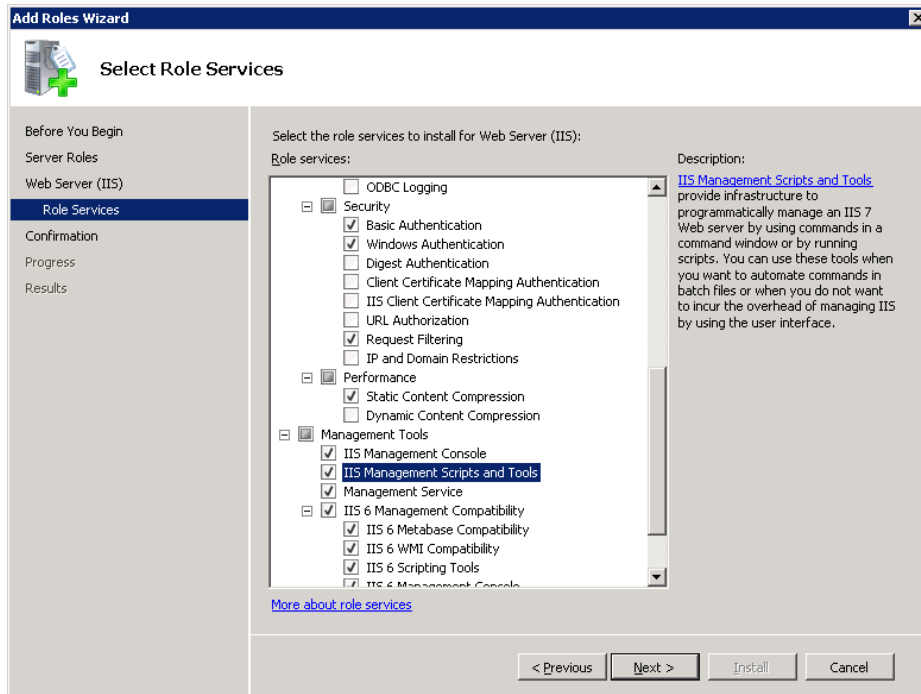 Add Roles Wizard
Select Role Services
Before You Begin
Server Roles
Web Server (IIS)
Role Services
Confirmation
Progress
Results
Select the role services to install for Web Server (IIS):
Role services:
ODBC Logging
Security
Basic Authentication
Windows Authentication
Digest Authentication
Client Certificate Mapping Authentication
IIS Client Certificate Mapping Authentication
URL Authorization
Request Filtering
IP and Domain Restrictions
Performance
Static Content Compression
Dynamic Content Compression
Management Tools
IIS Management Console
IIS Management Scripts and Tools
Management Service
IIS 6 Management Compatibility
IIS 6 Metabase Compatibility
IIS 6 WMI Compatibility
IIS 6 Scripting Tools
IIS 6 Management Console
More about role services
Description:
IIS Management Scripts and Tools
provide infrastructure to
programmatically manage an IIS 7
Web server by using commands in a
command window or by running
scripts. You can use these tools when
you want to automate commands in
batch files or when you do not want
to incur the overhead of managing IIS
by using the user interface.
< Previous
Next >
Install
Cancel